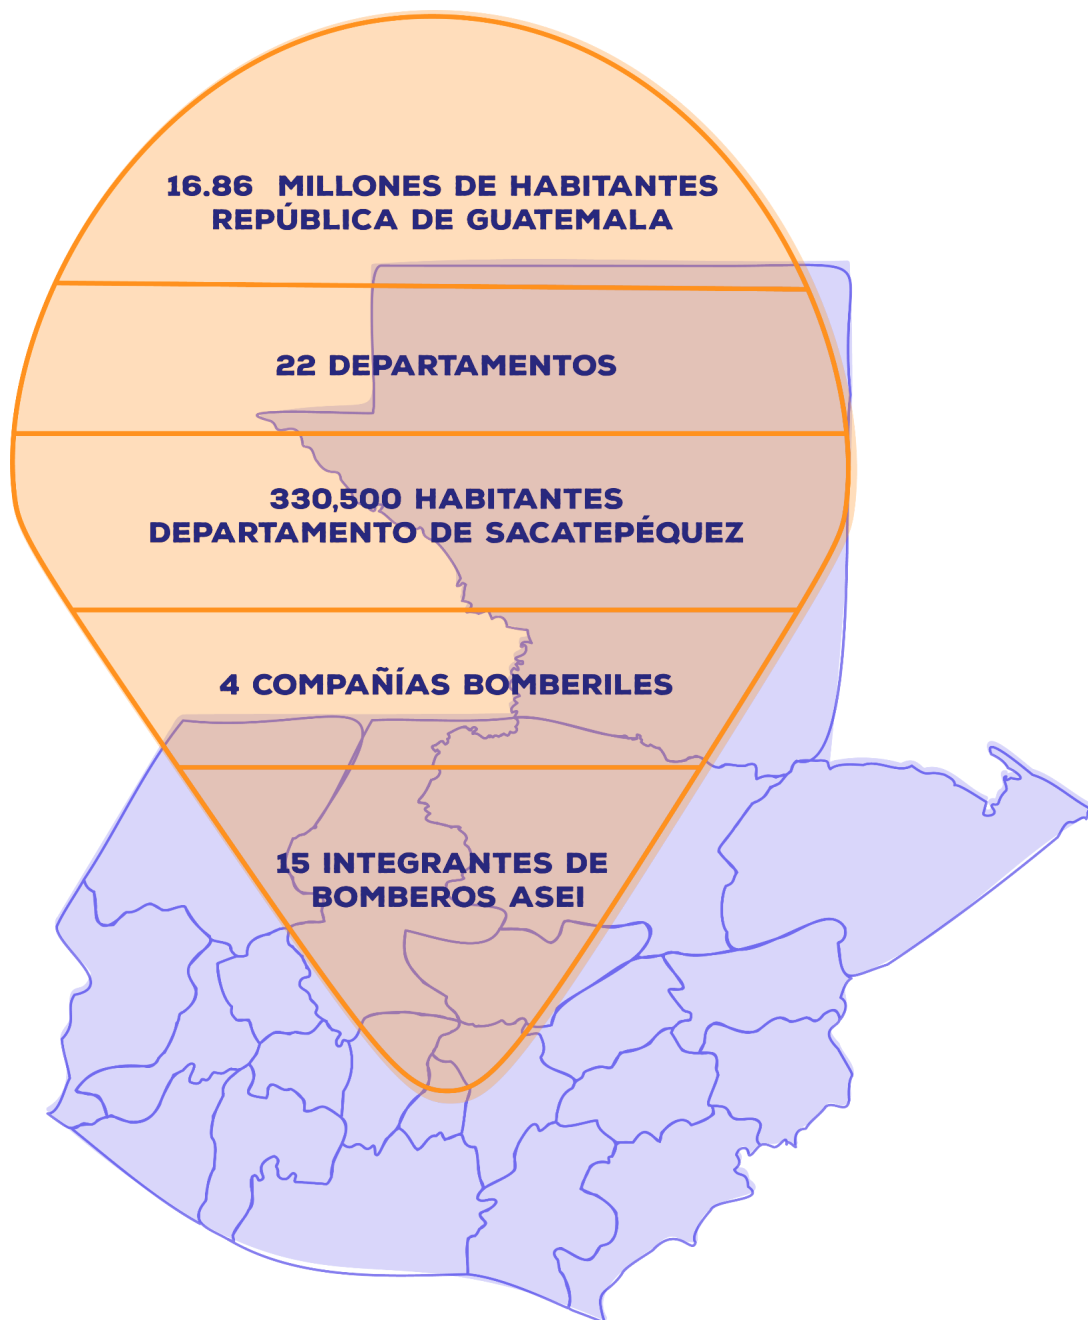 16.86 MILLONES DE HABITANTES
REPÚBLICA DE GUATEMALA
22 DEPARTAMENTOS
330,500 HABITANTES
DEPARTAMENTO DE SACATEPÉQUEZ
4 COMPAÑÍAS BOMBERILES
15 INTEGRANTES DE
BOMBEROS ASEI